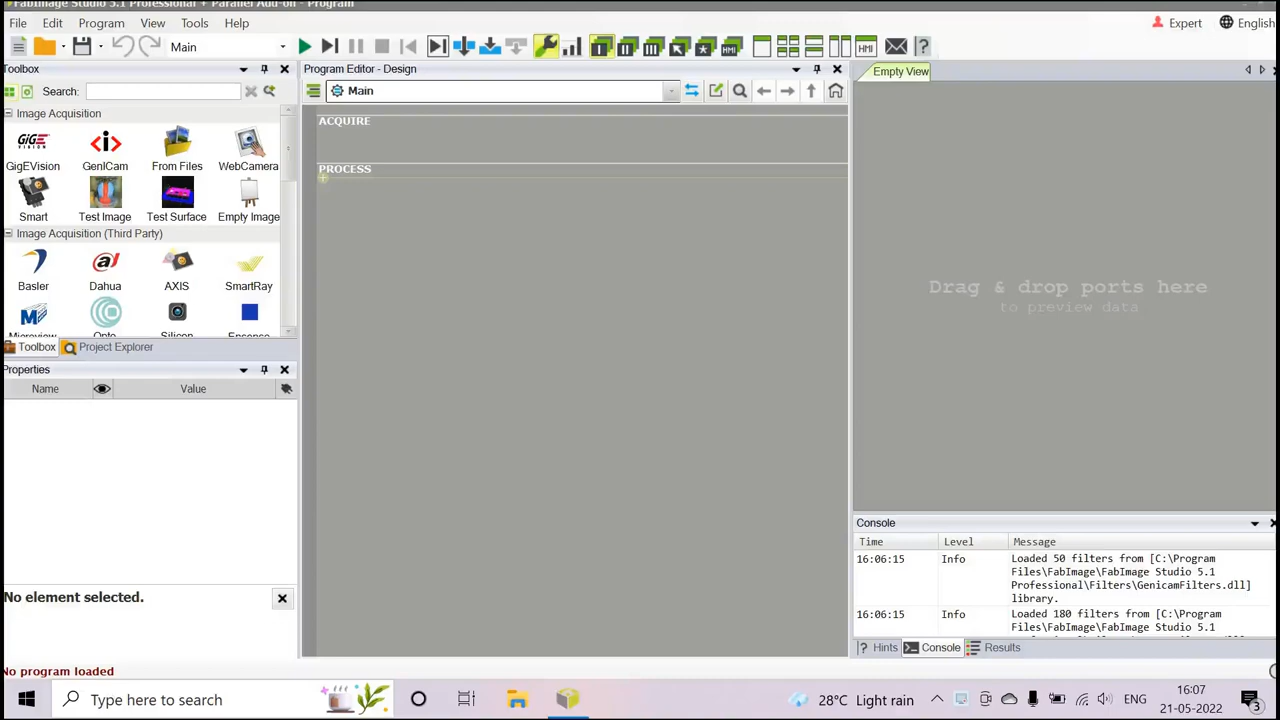 FabImage Studio 5.1 Professional + Parallel Add-on - Program
File Edit Program View Tools Help
Expert English
Main
Toolbox
Program Editor - Design
Empty View
Search:
Main
Image Acquisition
GigEVision GenICam From Files WebCamera
Smart Test Image Test Surface Empty Image
Image Acquisition (Third Party)
Basler Dahua AXIS SmartRay
Microview Opto Silicon Ensenso
Toolbox Project Explorer
ACQUIRE
PROCESS
Drag & drop ports here
to preview data
Properties
Name Value
No element selected.
Console
Time Level Message
16:06:15 Info Loaded 50 filters from [C:\Program
Files\FabImage\FabImage Studio 5.1
Professional\Filters\GenicamFilters.dll]
library.
16:06:15 Info Loaded 180 filters from [C:\Program
Files\FabImage\FabImage Studio 5.1
Hints Console Results
No program loaded
Type here to search
28°C Light rain
ENG
16:07
21-05-2022
3